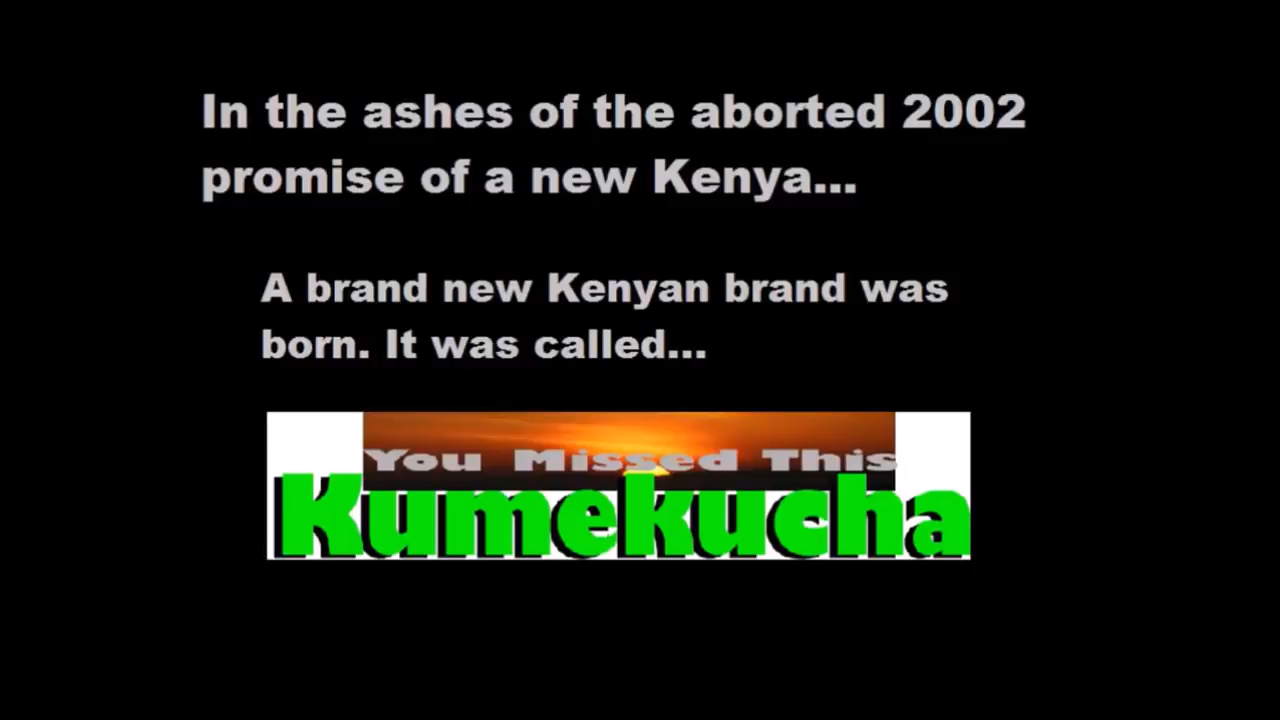 In the ashes of the aborted 2002
promise of a new Kenya...
A brand new Kenyan brand was
born. It was called...
You Missed This
Kumekucha